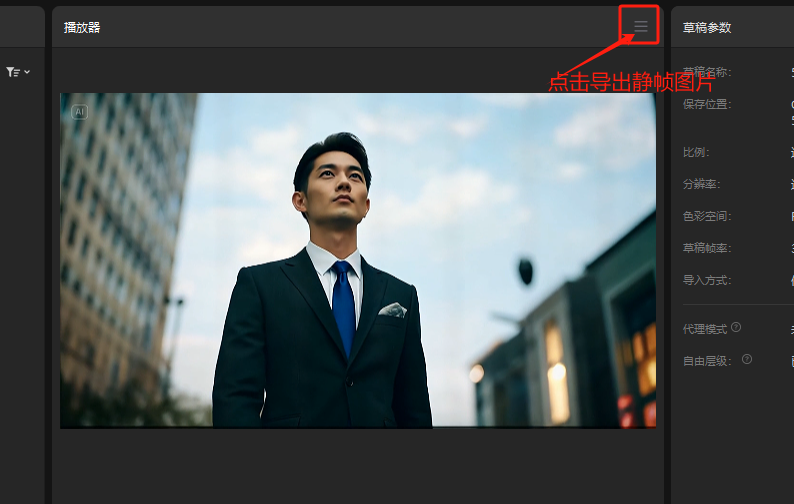 播放器
草稿参数
点击导出静帧图片
草稿名称:
保存位置:
AI
比例:
分辨率:
色彩空间:
草稿帧率:
导入方式:
代理模式
自由层级: